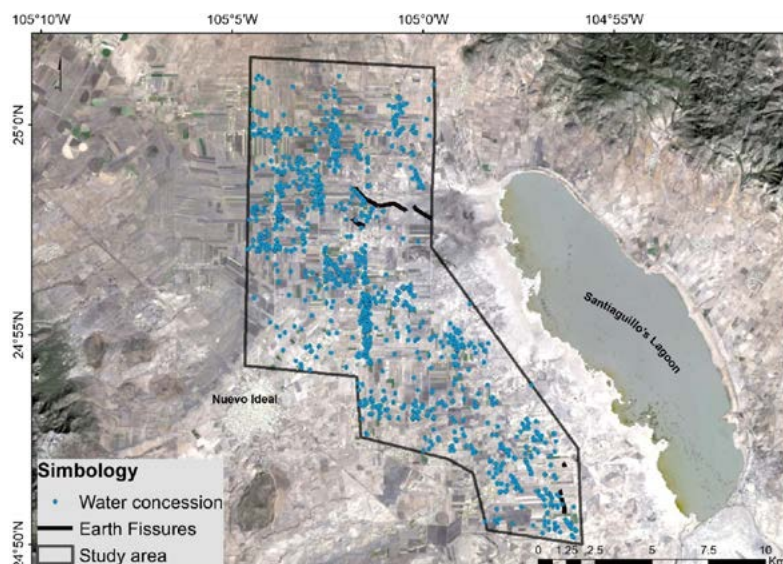 105°10'W
105°5'W
105°0'W
104°55'W
25°0'N
24°55'N
24°50'N
Santiaguillo's Lagoon
Nuevo Ideal
Simbology
Water concession
Earth Fissures
Study area
0 1.25 2.5 5 7.5 10
Km